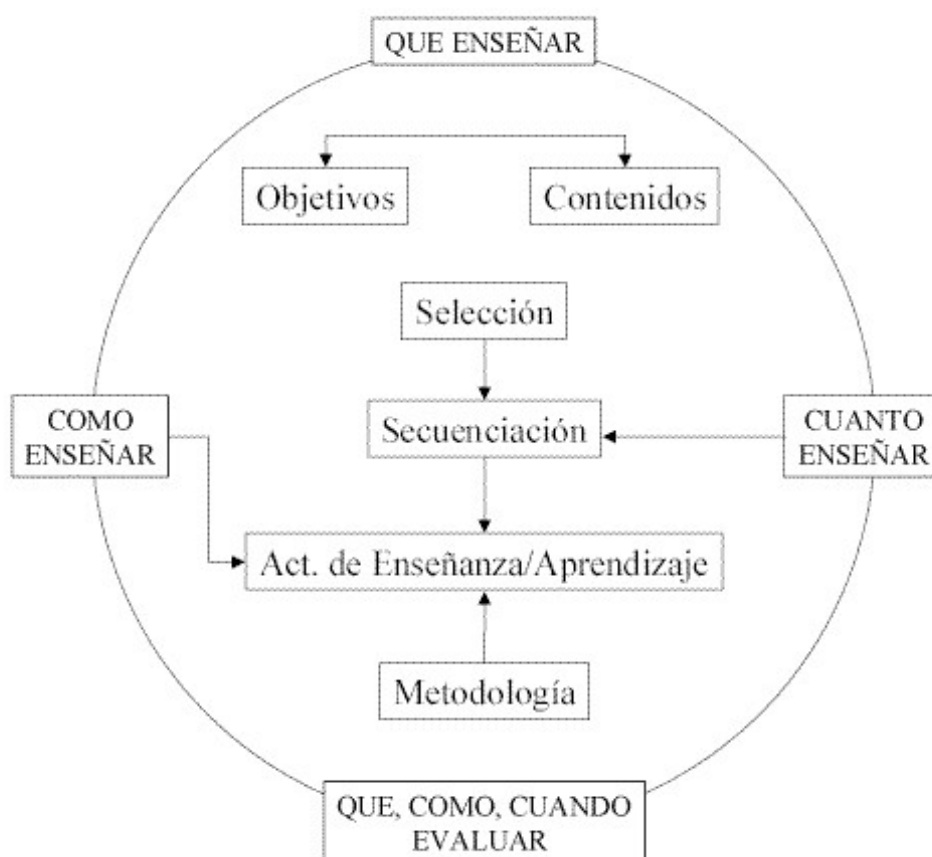 QUE ENSEÑAR
Objetivos
Contenidos
Selección
COMO
ENSEÑAR
Secuenciación
CUANTO
ENSEÑAR
Act. de Enseñanza/Aprendizaje
Metodología
QUE, COMO, CUANDO
EVALUAR